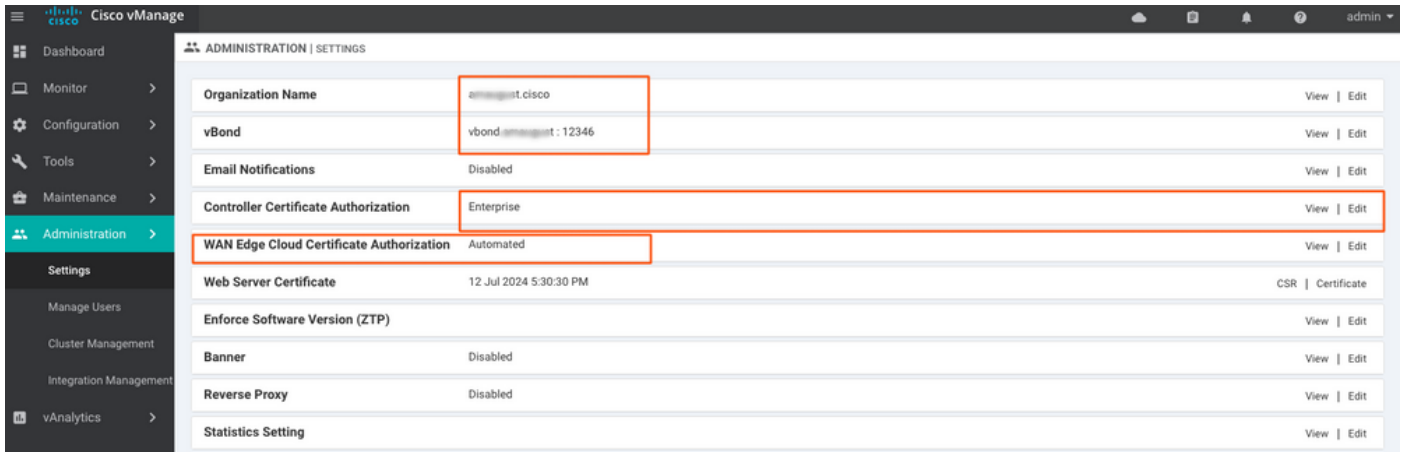 cisco Cisco vManage
admin
Dashboard
ADMINISTRATION | SETTINGS
Monitor
Organization Name t.cisco View | Edit
Configuration
vBond vbond t : 12346 View | Edit
Tools
Email Notifications Disabled View | Edit
Maintenance
Controller Certificate Authorization Enterprise View | Edit
Administration
WAN Edge Cloud Certificate Authorization Automated View | Edit
Settings
Web Server Certificate 12 Jul 2024 5:30:30 PM CSR | Certificate
Manage Users
Enforce Software Version (ZTP) View | Edit
Cluster Management
Banner Disabled View | Edit
Integration Management
Reverse Proxy Disabled View | Edit
vAnalytics
Statistics Setting View | Edit